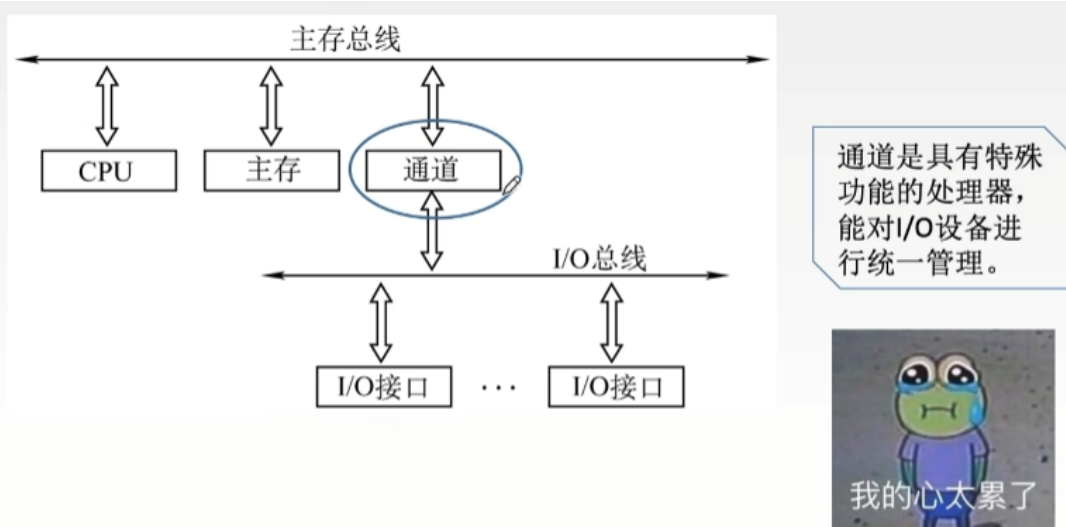 主存总线
CPU
主存
通道
I/O总线
I/O接口
···
I/O接口
通道是具有特殊
功能的处理器，
能对I/O设备进
行统一管理。
我的心太累了